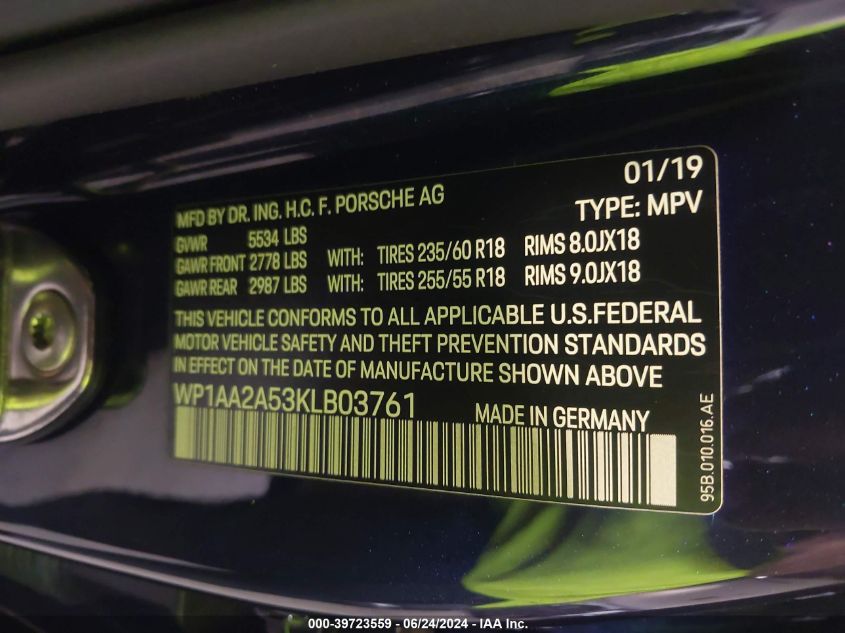 01/19
MFD BY DR. ING. H.C. F. PORSCHE AG TYPE: MPV
GVWR 5534 LBS
GAWR FRONT 2778 LBS WITH: TIRES 235/60 R18 RIMS 8.0JX18
GAWR REAR 2987 LBS WITH: TIRES 255/55 R18 RIMS 9.0JX18
THIS VEHICLE CONFORMS TO ALL APPLICABLE U.S.FEDERAL
MOTOR VEHICLE SAFETY AND THEFT PREVENTION STANDARDS
IN EFFECT ON THE DATE OF MANUFACTURE SHOWN ABOVE
WP1AA2A53KLB03761 MADE IN GERMANY
95B.010.016.AE
000-39723559 - 06/24/2024 - IAA Inc.